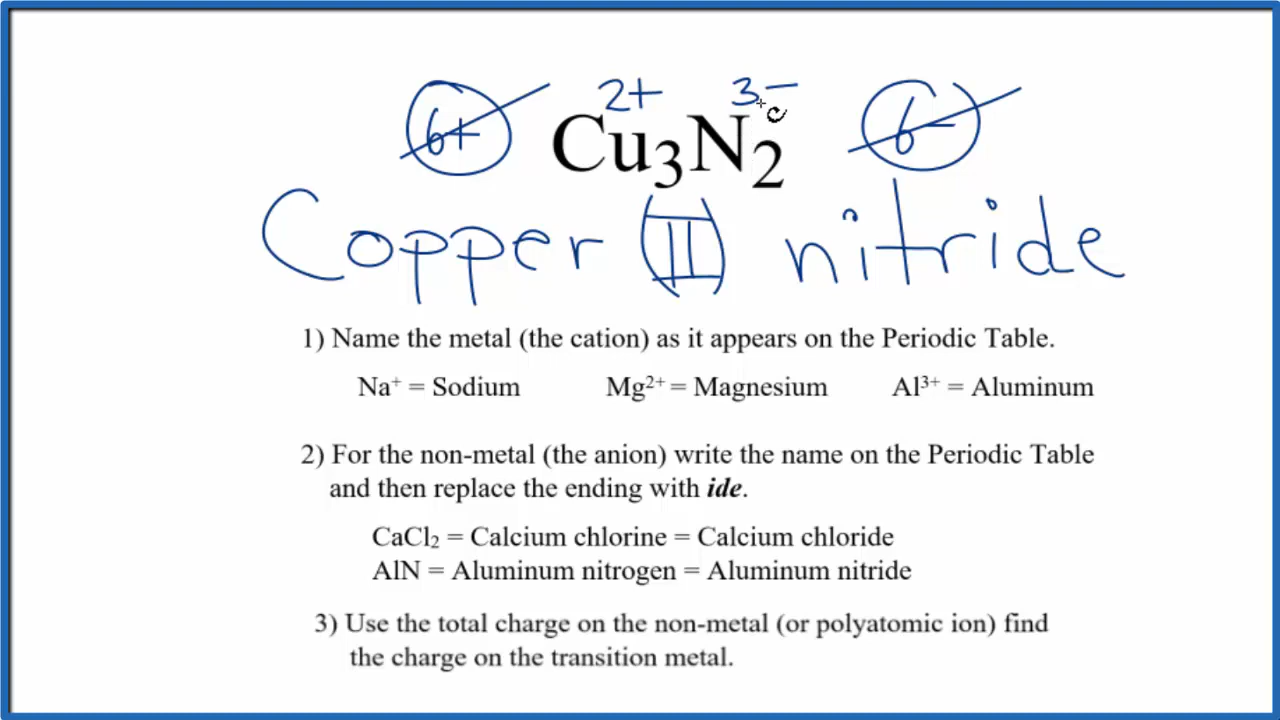 2+ 3-
6+ Cu₃N₂ 6-
Copper (II) nitride
1) Name the metal (the cation) as it appears on the Periodic Table.
Na⁺ = Sodium Mg²⁺ = Magnesium Al³⁺ = Aluminum
2) For the non-metal (the anion) write the name on the Periodic Table
and then replace the ending with ide.
CaCl₂ = Calcium chlorine = Calcium chloride
AlN = Aluminum nitrogen = Aluminum nitride
3) Use the total charge on the non-metal (or polyatomic ion) find
the charge on the transition metal.